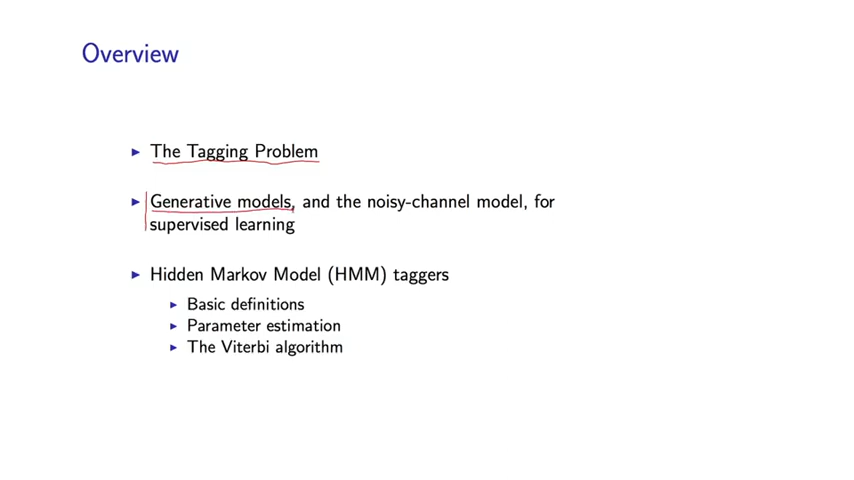 Overview
The Tagging Problem
Generative models, and the noisy-channel model, for
supervised learning
Hidden Markov Model (HMM) taggers
Basic definitions
Parameter estimation
The Viterbi algorithm